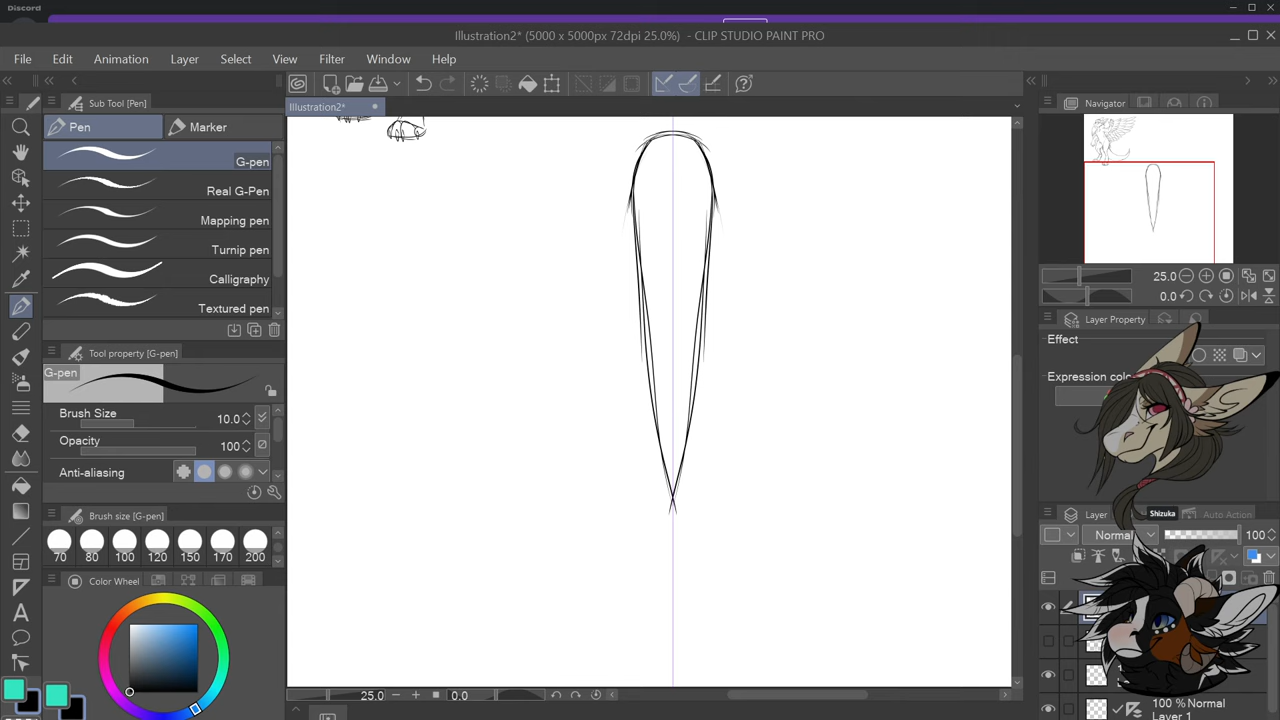 Discord
Illustration2* (5000 x 5000px 72dpi 25.0%) - CLIP STUDIO PAINT PRO
File Edit Animation Layer Select View Filter Window Help
Sub Tool [Pen]
Illustration2*
Navigator
Pen
Marker
G-pen
Real G-Pen
Mapping pen
Turnip pen
Calligraphy
Textured pen
25.0
0.0
Layer Property
Effect
Expression colo
Tool property [G-pen]
G-pen
Brush Size 10.0
Opacity 100
Anti-aliasing
Brush size [G-pen]
70 80 100 120 150 170 200
Color Wheel
Layer
Shizuka
Auto Action
Normal 100
100 % Normal
Layer 1
25.0 0.0